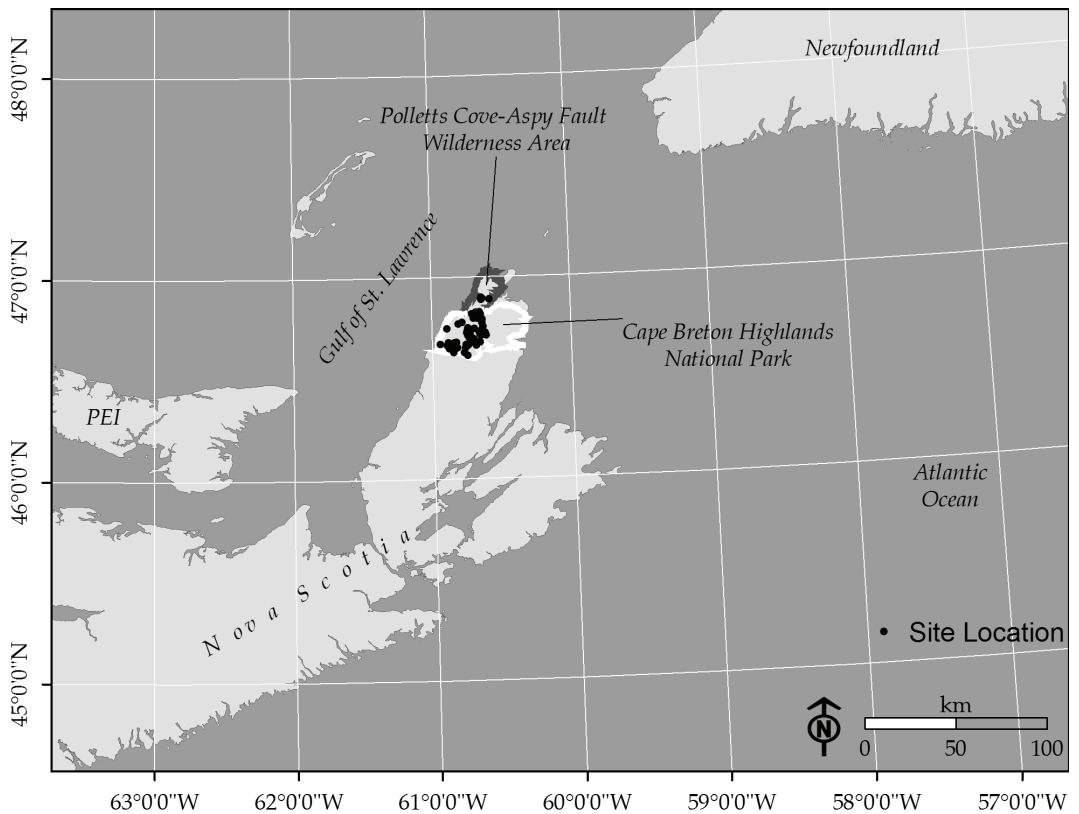 Newfoundland
Polletts Cove-Aspy Fault
Wilderness Area
Gulf of St. Lawrence
Cape Breton Highlands
National Park
PEI
Atlantic
Ocean
Nova Scotia
Site Location
km
0 50 100
48°0'0"N
47°0'0"N
46°0'0"N
45°0'0"N
63°0'0"W 62°0'0"W 61°0'0"W 60°0'0"W 59°0'0"W 58°0'0"W 57°0'0"W
N